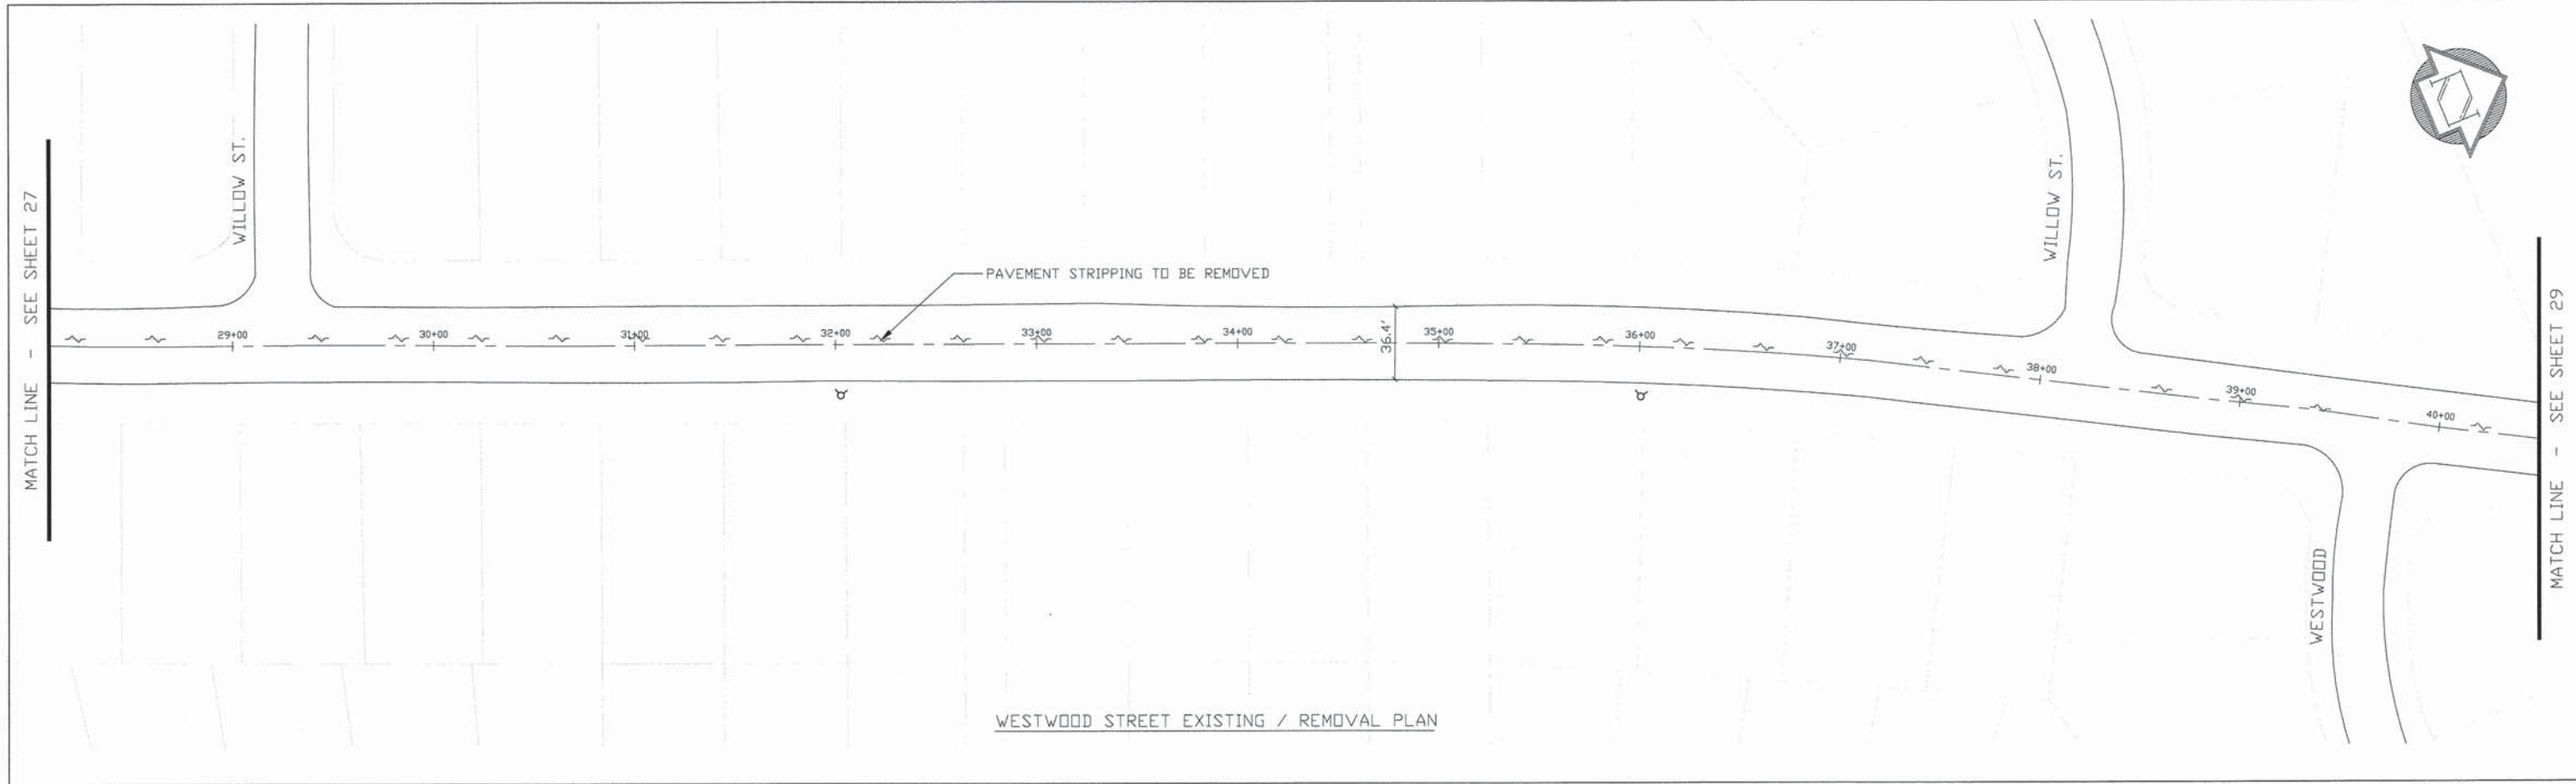 MATCH LINE - SEE SHEET 27
WILLOW ST.
PAVEMENT STRIPPING TO BE REMOVED
29+00
30+00
31+00
32+00
33+00
34+00
36.4'
35+00
36+00
37+00
38+00
39+00
40+00
WILLOW ST.
WESTWOOD
MATCH LINE - SEE SHEET 29
WESTWOOD STREET EXISTING / REMOVAL PLAN